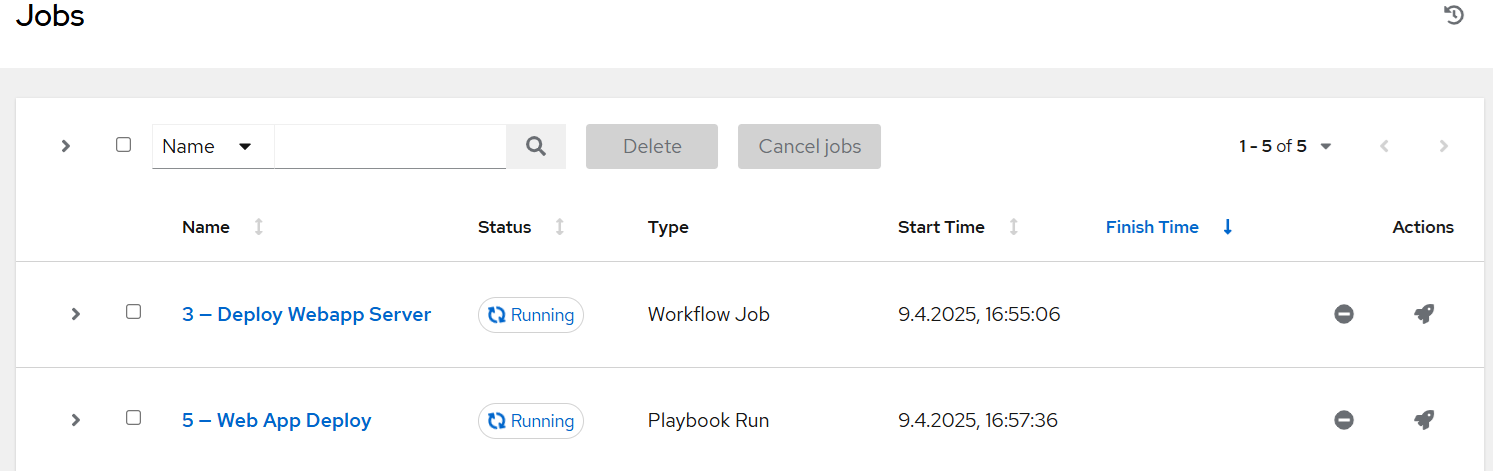 Jobs
Name Delete Cancel jobs 1 - 5 of 5
Name Status Type Start Time Finish Time Actions
3 — Deploy Webapp Server Running Workflow Job 9.4.2025, 16:55:06
5 — Web App Deploy Running Playbook Run 9.4.2025, 16:57:36